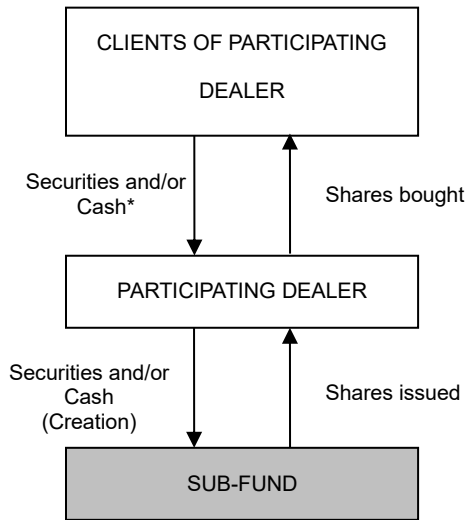 CLIENTS OF PARTICIPATING
DEALER
Securities and/or
Cash*
Shares bought
PARTICIPATING DEALER
Securities and/or
Cash
(Creation)
Shares issued
SUB-FUND